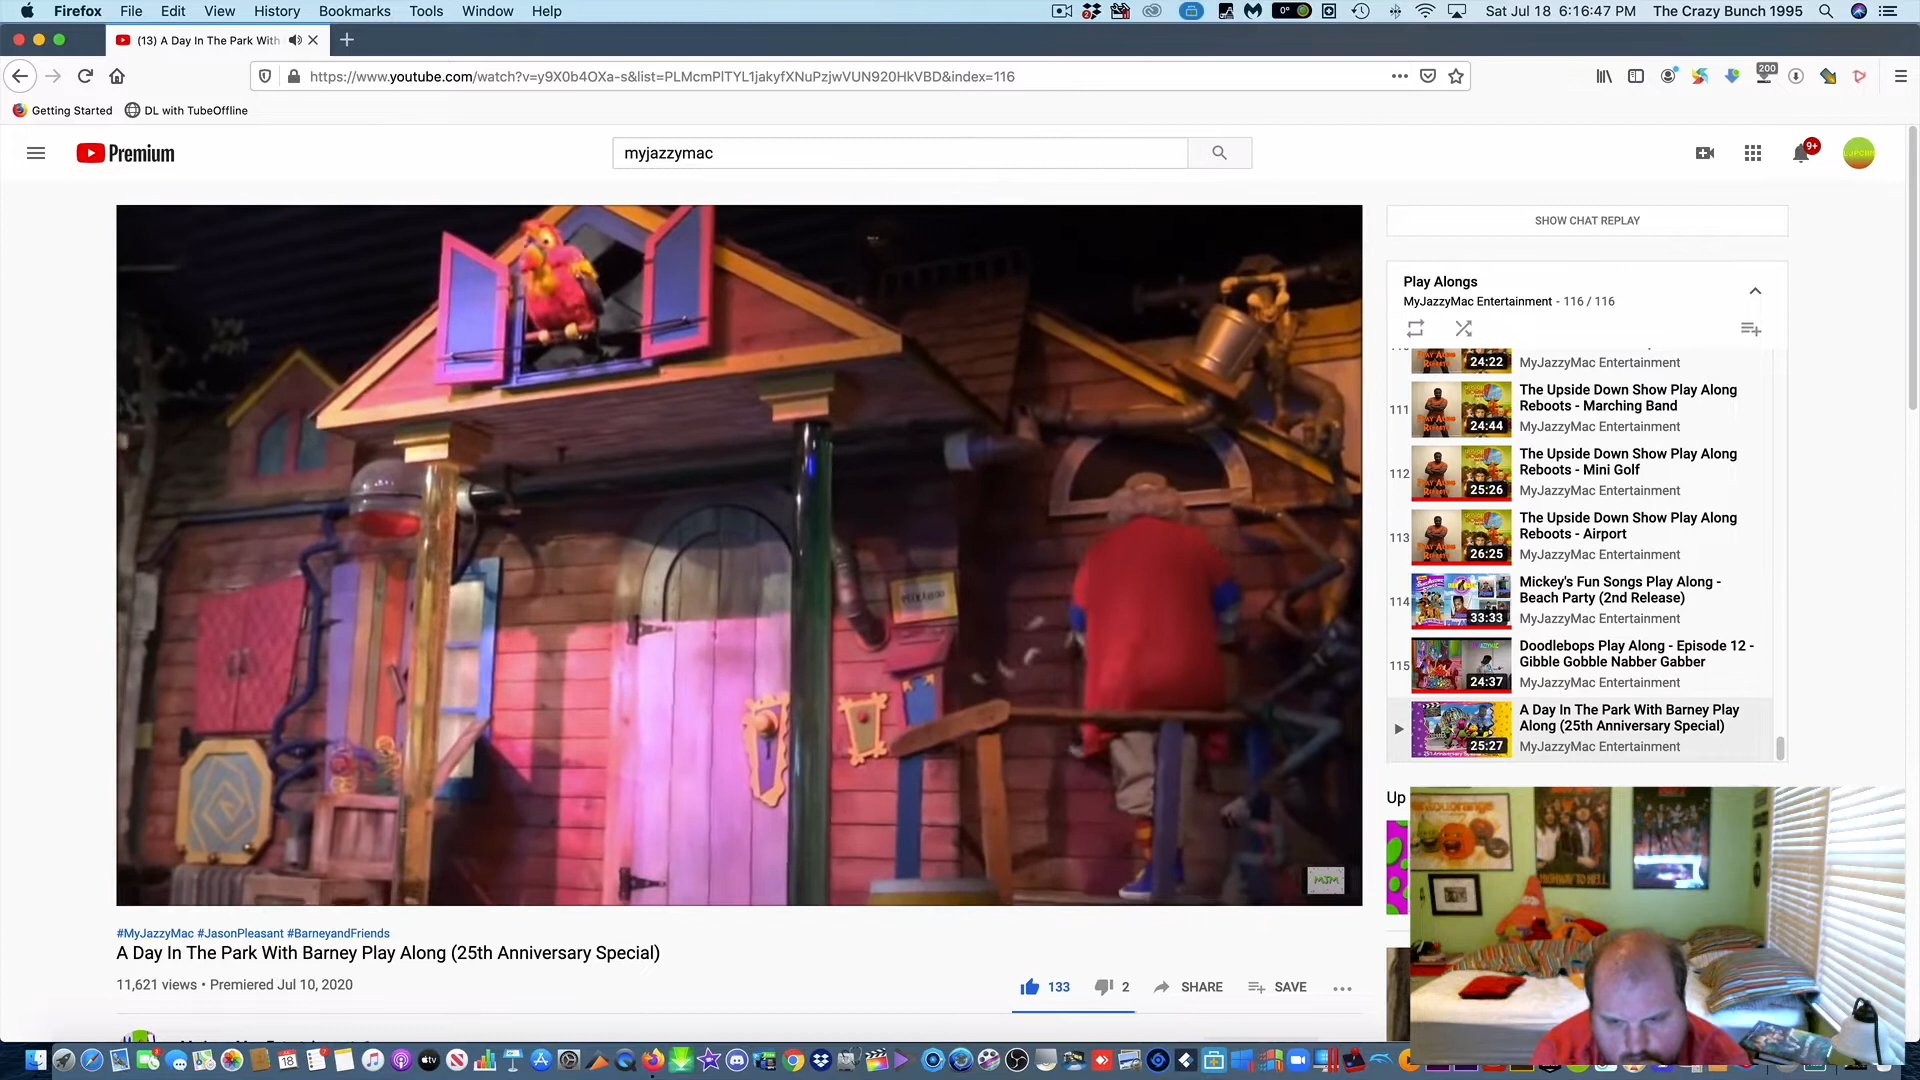 Firefox File Edit View History Bookmarks Tools Window Help
0° Sat Jul 18 6:16:47 PM The Crazy Bunch 1995
(13) A Day In The Park With
https://www.youtube.com/watch?v=y9X0b4OXa-s&list=PLMcmPlTYL1jakyfXNuPzjwVUN920HkVBD&index=116
200
Getting Started DL with TubeOffline
Premium
myjazzymac
9+
SHOW CHAT REPLAY
Play Alongs
MyJazzyMac Entertainment - 116 / 116
24:22
MyJazzyMac Entertainment
111
The Upside Down Show Play Along
Reboots - Marching Band
24:44
MyJazzyMac Entertainment
112
The Upside Down Show Play Along
Reboots - Mini Golf
25:26
MyJazzyMac Entertainment
113
The Upside Down Show Play Along
Reboots - Airport
26:25
MyJazzyMac Entertainment
114
Mickey's Fun Songs Play Along -
Beach Party (2nd Release)
33:33
MyJazzyMac Entertainment
115
Doodlebops Play Along - Episode 12 -
Gibble Gobble Nabber Gabber
24:37
MyJazzyMac Entertainment
A Day In The Park With Barney Play
Along (25th Anniversary Special)
25:27
MyJazzyMac Entertainment
Up
MJM
#MyJazzyMac #JasonPleasant #BarneyandFriends
A Day In The Park With Barney Play Along (25th Anniversary Special)
11,621 views • Premiered Jul 10, 2020
133 2 SHARE SAVE
HIGHWAY TO HELL